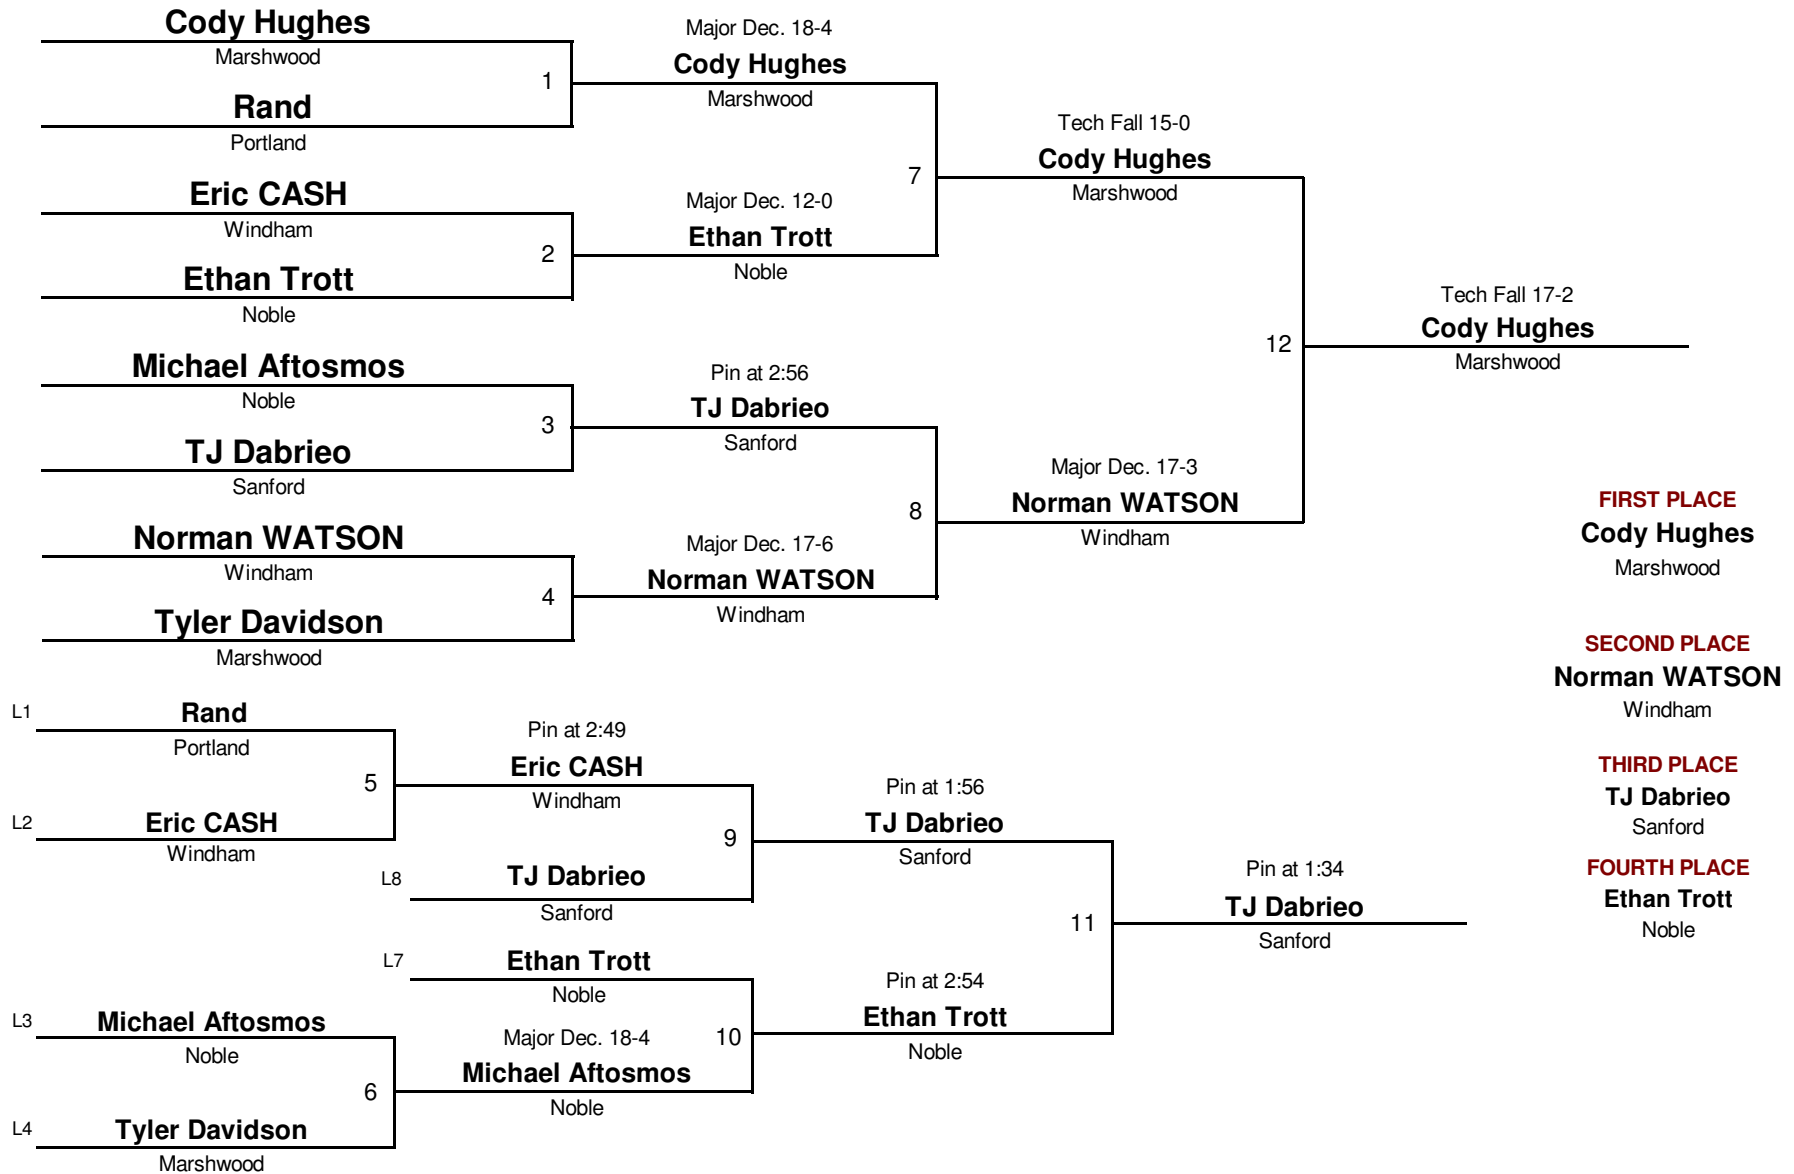 Cody Hughes
Marshwood
1
Rand
Portland
Eric CASH
Windham
2
Ethan Trott
Noble
Michael Aftosmos
Noble
3
TJ Dabrieo
Sanford
Norman WATSON
Windham
4
Tyler Davidson
Marshwood
Major Dec. 18-4
Cody Hughes
Marshwood
7
Major Dec. 12-0
Ethan Trott
Noble
Pin at 2:56
TJ Dabrieo
Sanford
8
Major Dec. 17-6
Norman WATSON
Windham
Tech Fall 15-0
Cody Hughes
Marshwood
12
Major Dec. 17-3
Norman WATSON
Windham
Tech Fall 17-2
Cody Hughes
Marshwood
FIRST PLACE
Cody Hughes
Marshwood
SECOND PLACE
Norman WATSON
Windham
THIRD PLACE
TJ Dabrieo
Sanford
FOURTH PLACE
Ethan Trott
Noble
L1
Rand
Portland
5
L2
Eric CASH
Windham
Pin at 2:49
Eric CASH
Windham
9
L8
TJ Dabrieo
Sanford
L7
Ethan Trott
Noble
10
L3
Michael Aftosmos
Noble
6
L4
Tyler Davidson
Marshwood
Major Dec. 18-4
Michael Aftosmos
Noble
Pin at 1:56
TJ Dabrieo
Sanford
11
Pin at 2:54
Ethan Trott
Noble
Pin at 1:34
TJ Dabrieo
Sanford